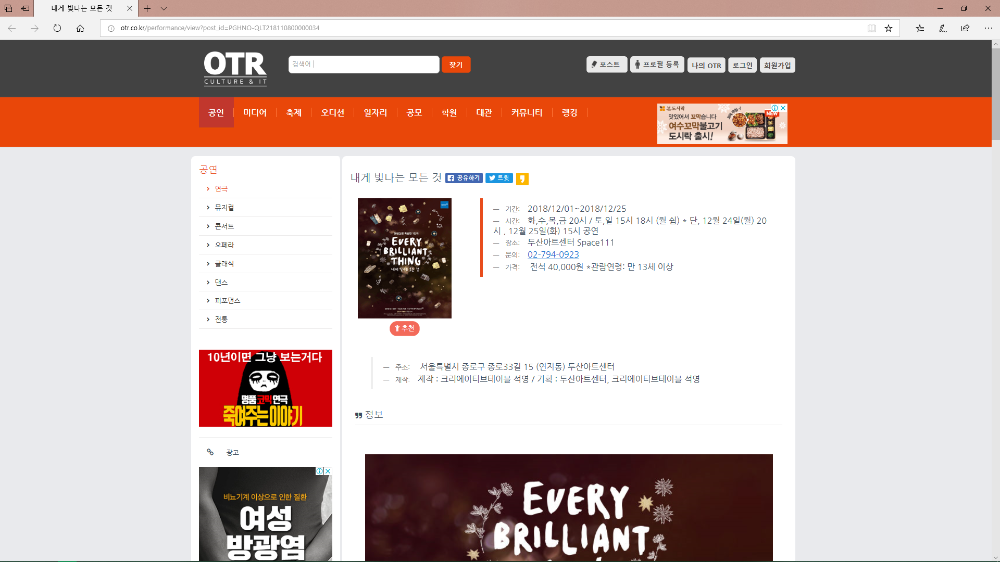 내게 빛나는 모든 것
otr.co.kr/performance/view?post_id=PGHNO-QLT218110800000034
OTR
CULTURE & IT
검색어
찾기
포스트
프로필 등록
나의 OTR
로그인
회원가입
공연
미디어
축제
오디션
일자리
공모
학원
대관
커뮤니티
랭킹
본도시락
맛있어서 꼬막습니다
여수꼬막불고기
도시락 출시!
NEW
공연
연극
뮤지컬
콘서트
오페라
클래식
댄스
퍼포먼스
전통
10년이면 그냥 보는거다
명품 코믹 연극
죽여주는이야기
광고
비뇨기계 이상으로 인한 질환
여성
방광염
내게 빛나는 모든 것
공유하기
트윗
EVERY
BRILLIANT
THING
내게 빛나는 모든 것
추천
— 기간: 2018/12/01~2018/12/25
— 시간: 화,수,목,금 20시 / 토,일 15시 18시 (월 쉼) * 단, 12월 24일(월) 20
시 , 12월 25일(화) 15시 공연
— 장소: 두산아트센터 Space111
— 문의: 02-794-0923
— 가격: 전석 40,000원 *관람연령: 만 13세 이상
— 주소: 서울특별시 종로구 종로33길 15 (연지동) 두산아트센터
— 제작: 제작 : 크리에이티브테이블 석영 / 기획 : 두산아트센터, 크리에이티브테이블 석영
정보
EVERY
BRILLIANT